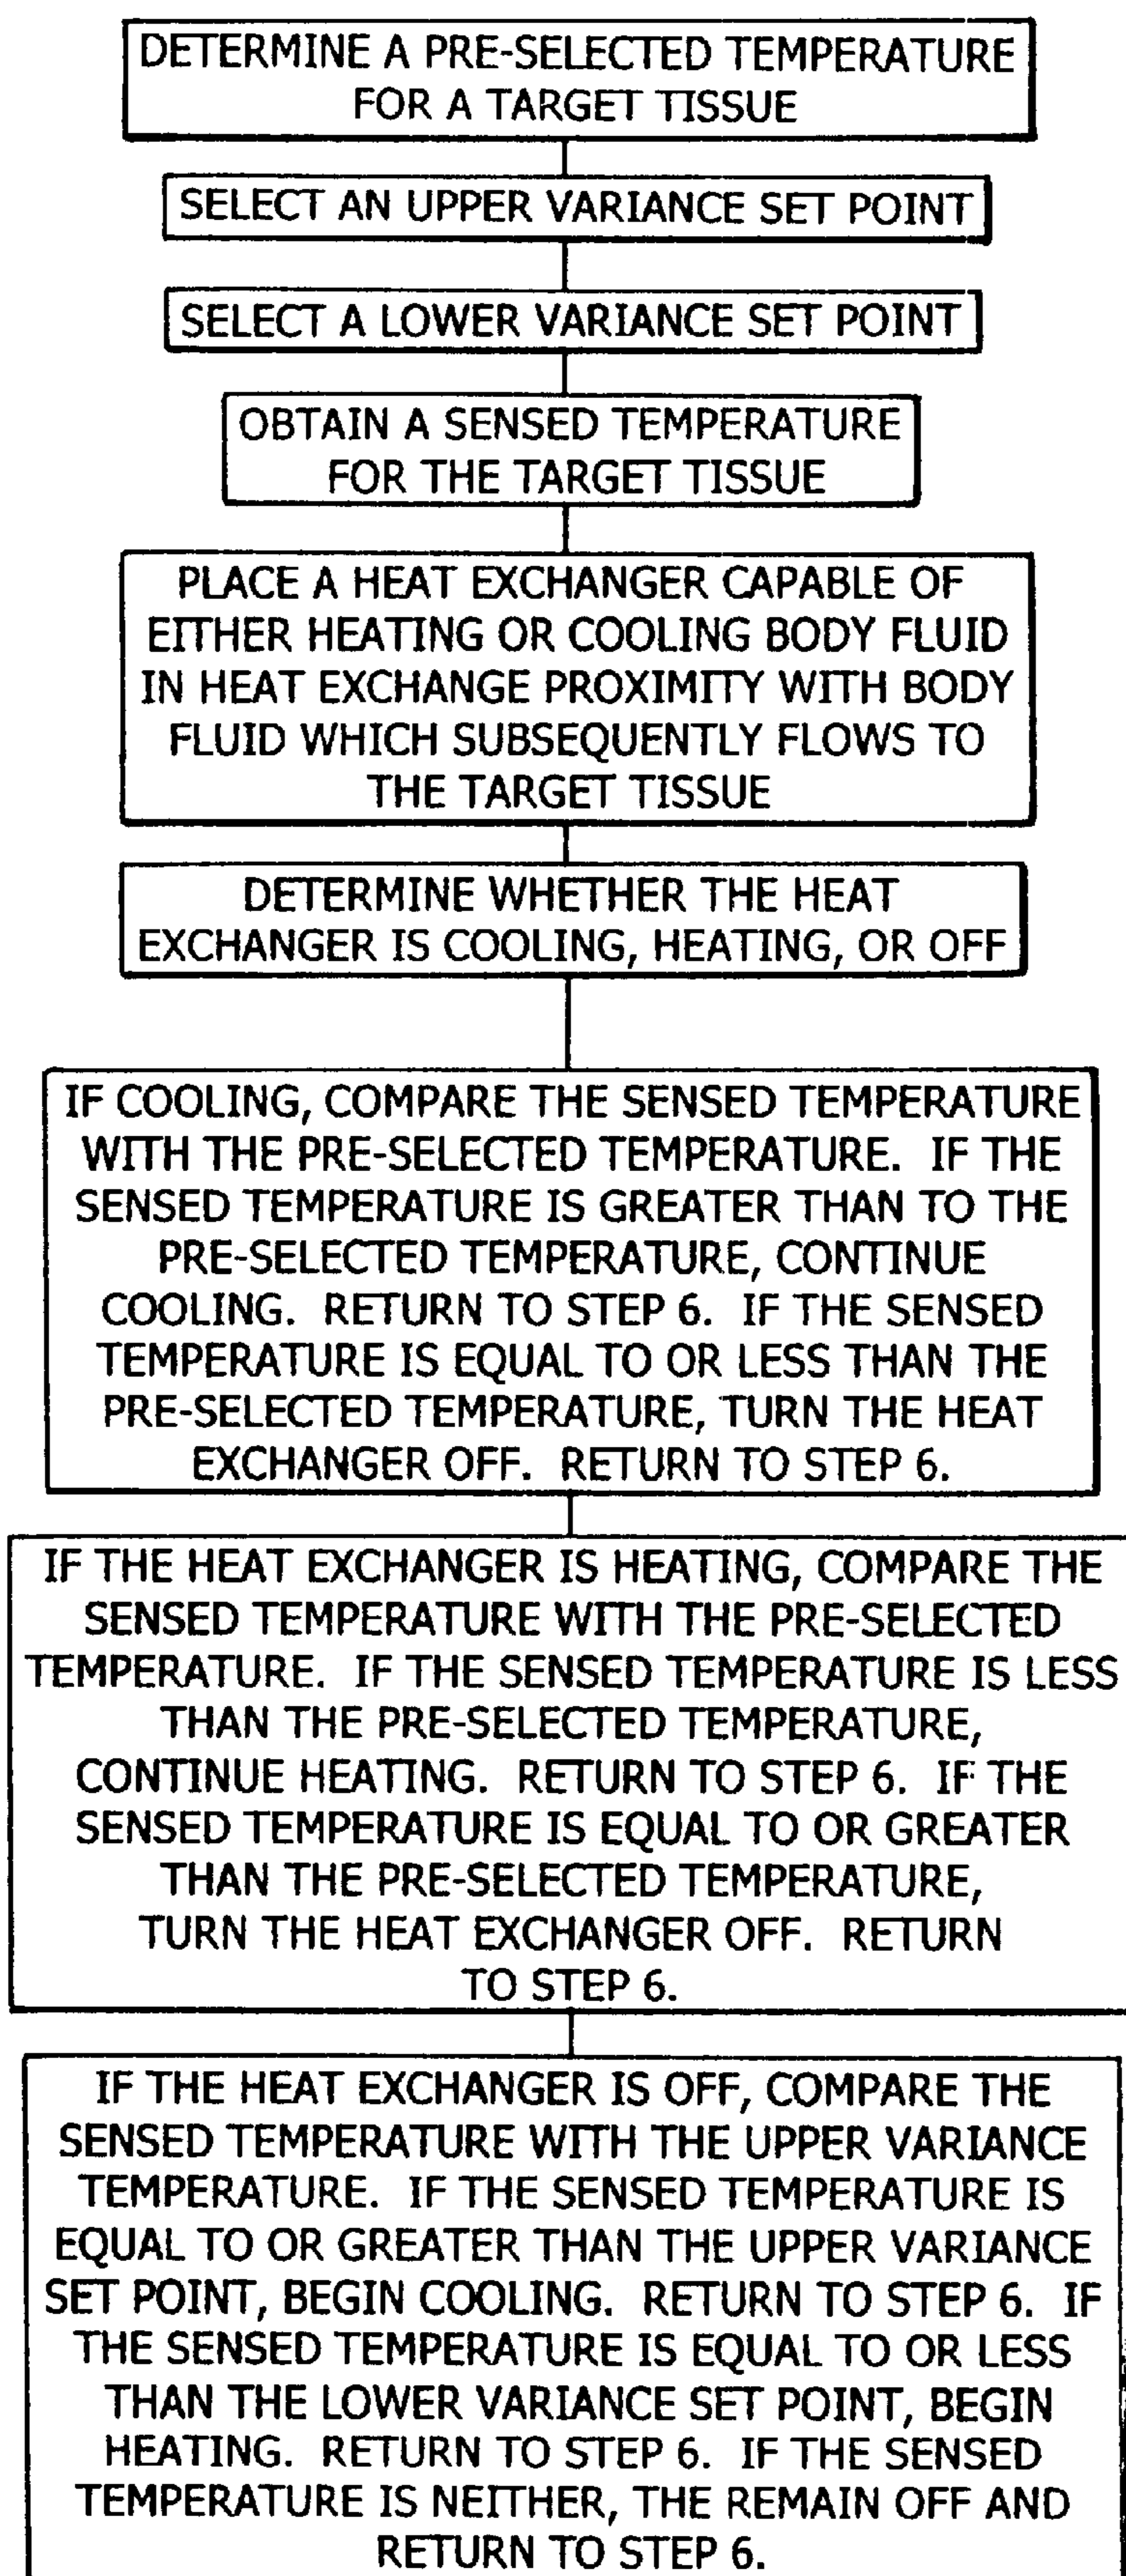 DETERMINE A PRE-SELECTED TEMPERATURE
FOR A TARGET TISSUE
SELECT AN UPPER VARIANCE SET POINT
SELECT A LOWER VARIANCE SET POINT
OBTAIN A SENSED TEMPERATURE
FOR THE TARGET TISSUE
PLACE A HEAT EXCHANGER CAPABLE OF
EITHER HEATING OR COOLING BODY FLUID
IN HEAT EXCHANGE PROXIMITY WITH BODY
FLUID WHICH SUBSEQUENTLY FLOWS TO
THE TARGET TISSUE
DETERMINE WHETHER THE HEAT
EXCHANGER IS COOLING, HEATING, OR OFF
IF COOLING, COMPARE THE SENSED TEMPERATURE
WITH THE PRE-SELECTED TEMPERATURE. IF THE
SENSED TEMPERATURE IS GREATER THAN TO THE
PRE-SELECTED TEMPERATURE, CONTINUE
COOLING. RETURN TO STEP 6. IF THE SENSED
TEMPERATURE IS EQUAL TO OR LESS THAN THE
PRE-SELECTED TEMPERATURE, TURN THE HEAT
EXCHANGER OFF. RETURN TO STEP 6.
IF THE HEAT EXCHANGER IS HEATING, COMPARE THE
SENSED TEMPERATURE WITH THE PRE-SELECTED
TEMPERATURE. IF THE SENSED TEMPERATURE IS LESS
THAN THE PRE-SELECTED TEMPERATURE,
CONTINUE HEATING. RETURN TO STEP 6. IF THE
SENSED TEMPERATURE IS EQUAL TO OR GREATER
THAN THE PRE-SELECTED TEMPERATURE,
TURN THE HEAT EXCHANGER OFF. RETURN
TO STEP 6.
IF THE HEAT EXCHANGER IS OFF, COMPARE THE
SENSED TEMPERATURE WITH THE UPPER VARIANCE
TEMPERATURE. IF THE SENSED TEMPERATURE IS
EQUAL TO OR GREATER THAN THE UPPER VARIANCE
SET POINT, BEGIN COOLING. RETURN TO STEP 6. IF
THE SENSED TEMPERATURE IS EQUAL TO OR LESS
THAN THE LOWER VARIANCE SET POINT, BEGIN
HEATING. RETURN TO STEP 6. IF THE SENSED
TEMPERATURE IS NEITHER, THE REMAIN OFF AND
RETURN TO STEP 6.